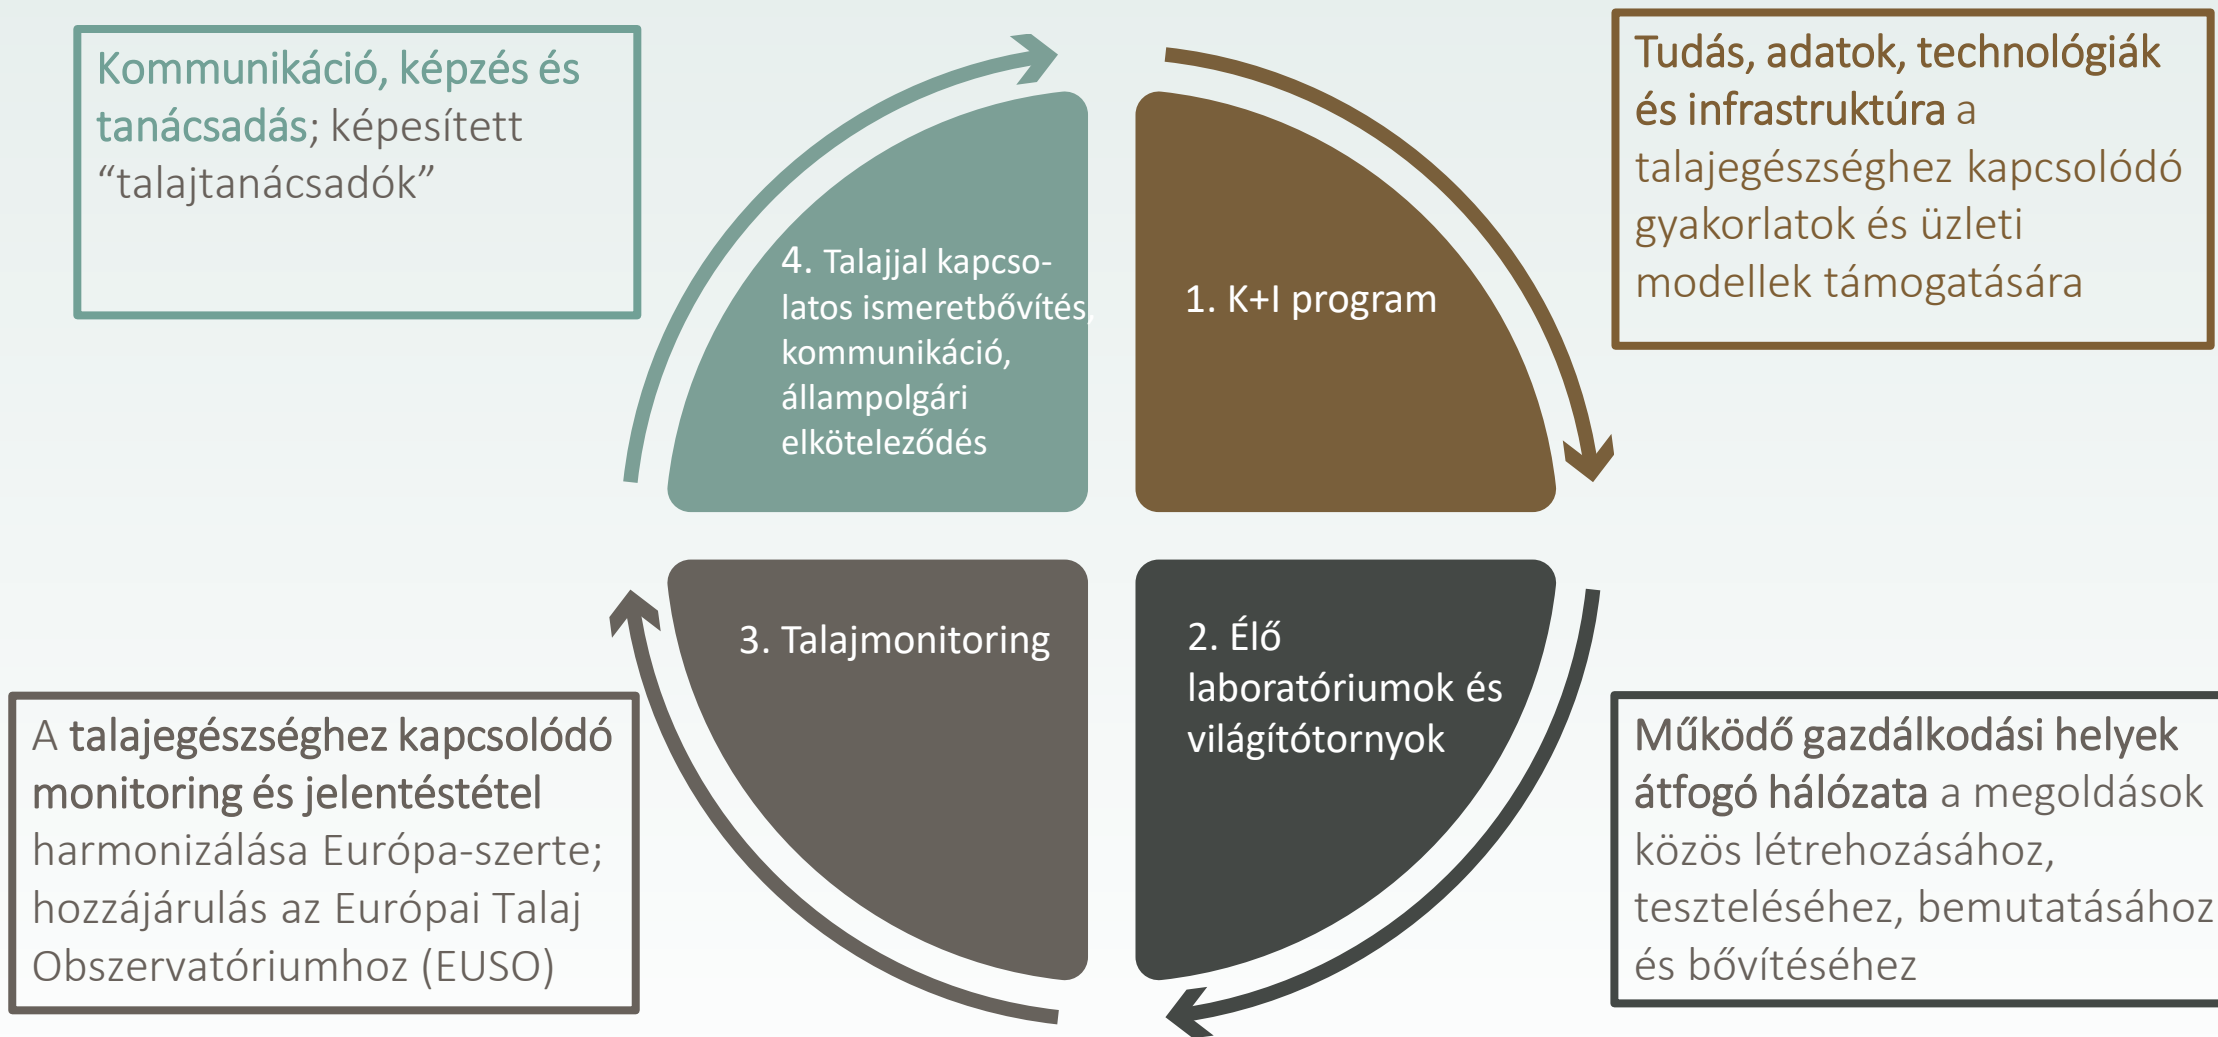 Kommunikáció, képzés és
tanácsadás; képesített
“talajtanácsadók”
Tudás, adatok, technológiák
és infrastruktúra a
talajegészséghez kapcsolódó
gyakorlatok és üzleti
modellek támogatására
4. Talajjal kapcso-
latos ismeretbővítés,
kommunikáció,
állampolgári
elköteleződés
1. K+I program
3. Talajmonitoring
2. Élő
laboratóriumok és
világítótornyok
A talajegészséghez kapcsolódó
monitoring és jelentéstétel
harmonizálása Európa-szerte;
hozzájárulás az Európai Talaj
Obszervatóriumhoz (EUSO)
Működő gazdálkodási helyek
átfogó hálózata a megoldások
közös létrehozásához,
teszteléséhez, bemutatásához
és bővítéséhez